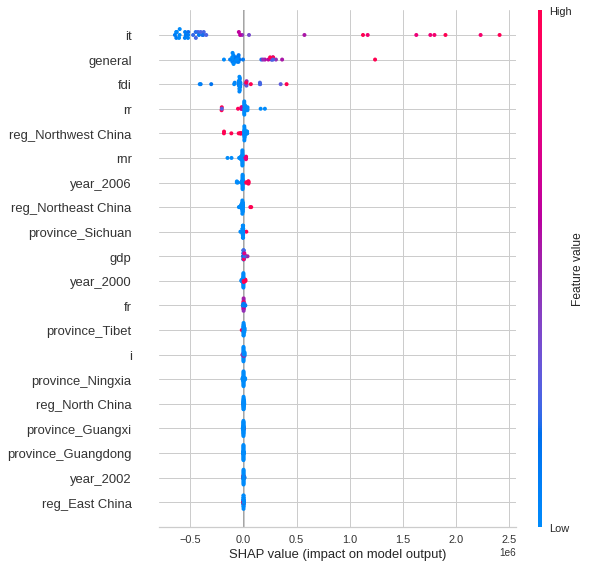 High
it
general
fdi
rr
reg_Northwest China
rnr
year_2006
reg_Northeast China
province_Sichuan
gdp
year_2000
fr
province_Tibet
i
province_Ningxia
reg_North China
province_Guangxi
province_Guangdong
year_2002
reg_East China
Feature value
Low
−0.5 0.0 0.5 1.0 1.5 2.0 2.5
1e6
SHAP value (impact on model output)